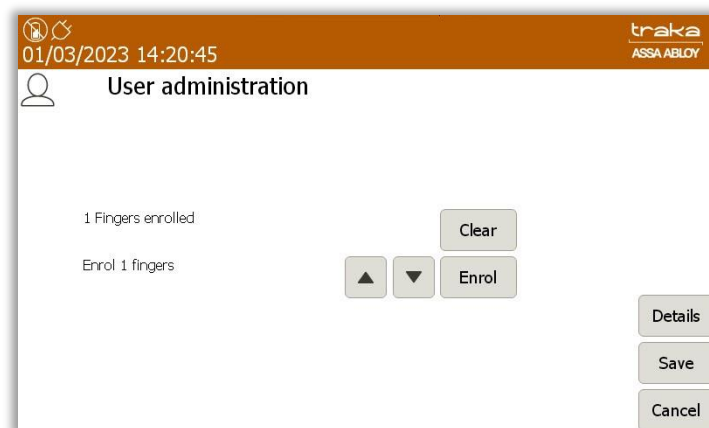 traka
01/03/2023 14:20:45
ASSA ABLOY
User administration
1 Fingers enrolled
Clear
Enrol 1 fingers
Enrol
Details
Save
Cancel